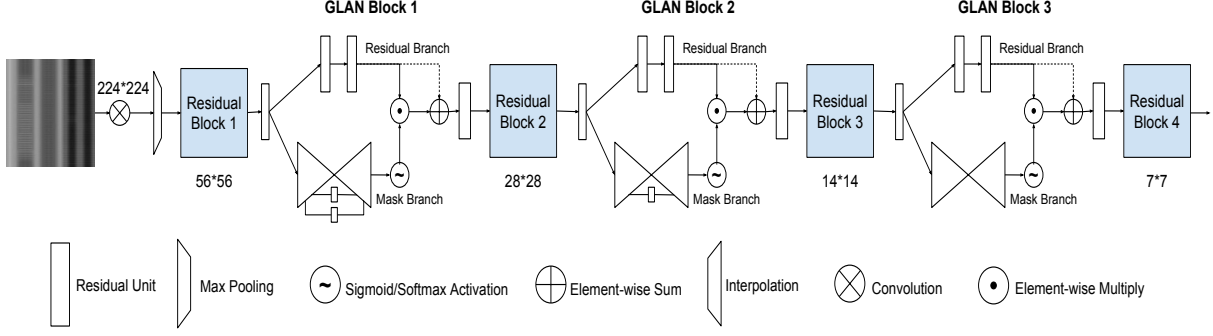 GLAN Block 1
GLAN Block 2
GLAN Block 3
Residual Branch
Residual Branch
Residual Branch
224*224
Residual
Block 1
Residual
Block 2
Residual
Block 3
Residual
Block 4
~
~
~
56*56
28*28
14*14
7*7
Mask Branch
Mask Branch
Mask Branch
Residual Unit
Max Pooling
~
Sigmoid/Softmax Activation
Element-wise Sum
Interpolation
Convolution
Element-wise Multiply